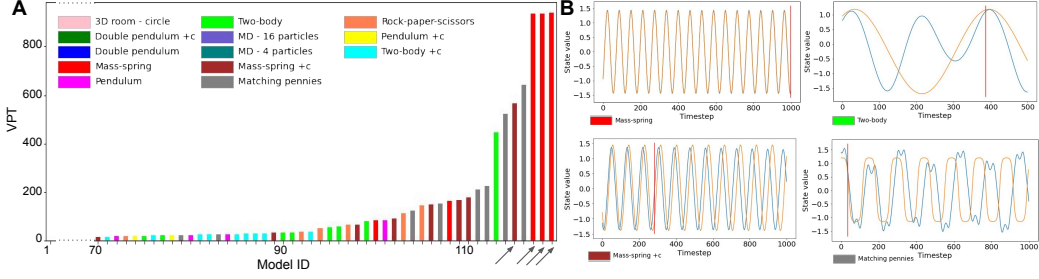 A
3D room - circle
Double pendulum +c
Double pendulum
Mass-spring
Pendulum
Two-body
MD - 16 particles
MD - 4 particles
Mass-spring +c
Matching pennies
Rock-paper-scissors
Pendulum +c
Two-body +c
VPT
800
600
400
200
0
1
70
90
110
Model ID
B
State value
1.5
1.0
0.5
0.0
-0.5
-1.0
-1.5
0 200 400 600 800 1000
Timestep
Mass-spring
State value
1.0
0.5
0.0
-0.5
-1.0
-1.5
0 100 200 300 400 500
Timestep
Two-body
State value
1.5
1.0
0.5
0.0
-0.5
-1.0
-1.5
0 200 400 600 800 1000
Timestep
Mass-spring +c
State value
1.5
1.0
0.5
0.0
-0.5
-1.0
-1.5
0 200 400 600 800 1000
Timestep
Matching pennies